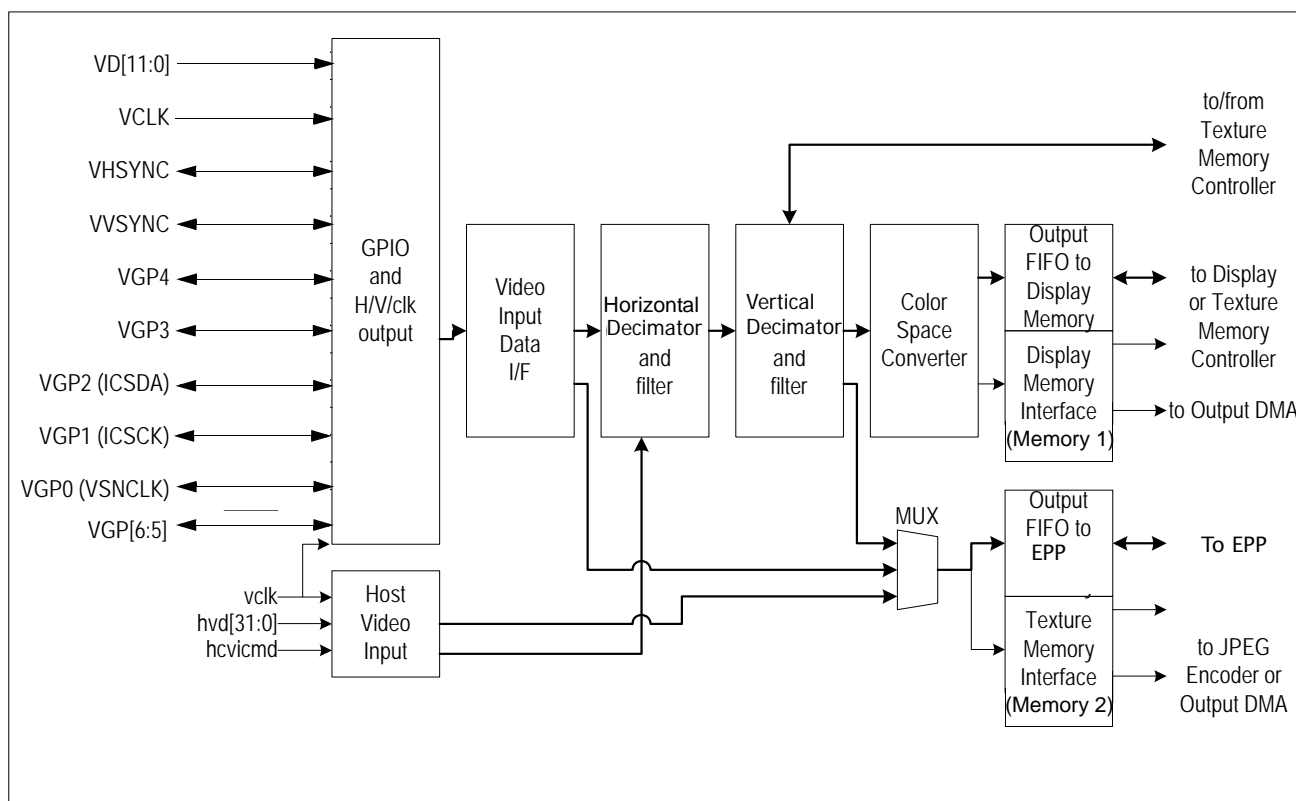 VD[11:0]
VCLK
VHSYNC
VVSYNC
VGP4
VGP3
VGP2 (ICSDA)
VGP1 (ICSCK)
VGP0 (VSNCLK)
VGP[6:5]
vclk
hvd[31:0]
hcvicmd
GPIO
and
H/V/clk
output
Host
Video
Input
Video
Input
Data
I/F
Horizontal
Decimator
and
filter
Vertical
Decimator
and
filter
Color
Space
Converter
Output
FIFO to
Display
Memory
Display
Memory
Interface
(Memory 1)
MUX
Output
FIFO to
EPP
Texture
Memory
Interface
(Memory 2)
to/from
Texture
Memory
Controller
to Display
or Texture
Memory
Controller
to Output DMA
To EPP
to JPEG
Encoder or
Output DMA